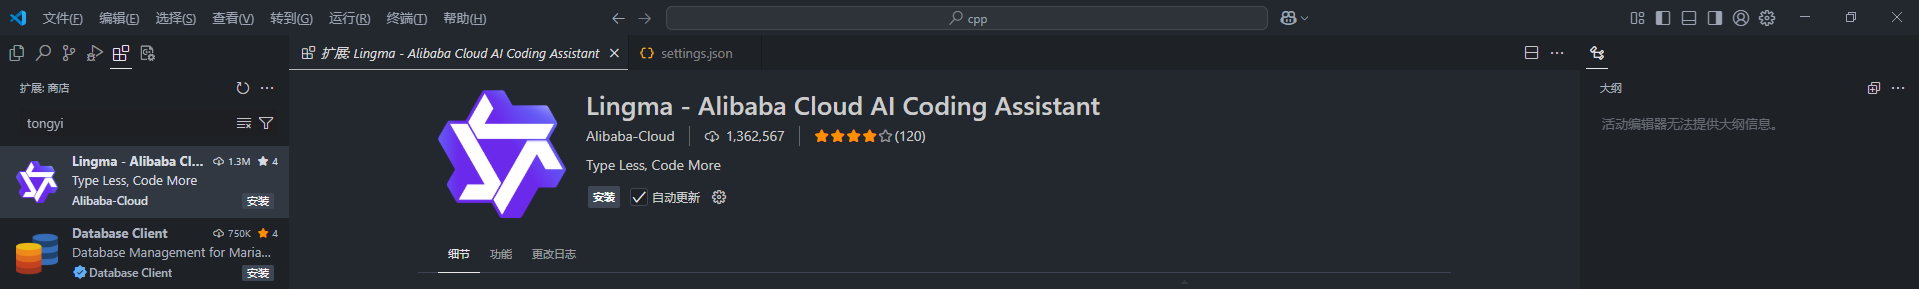 文件(F) 编辑(E) 选择(S) 查看(V) 转到(G) 运行(R) 终端(T) 帮助(H) cpp
扩展: Lingma - Alibaba Cloud AI Coding Assistant settings.json
扩展: 商店
tongyi
Lingma - Alibaba Cl... 1.3M 4
Type Less, Code More
Alibaba-Cloud 安装
Database Client 750K 4
Database Management for Maria...
Database Client 安装
Lingma - Alibaba Cloud AI Coding Assistant
Alibaba-Cloud 1,362,567 (120)
Type Less, Code More
安装 自动更新
细节 功能 更改日志
大纲
活动编辑器无法提供大纲信息。